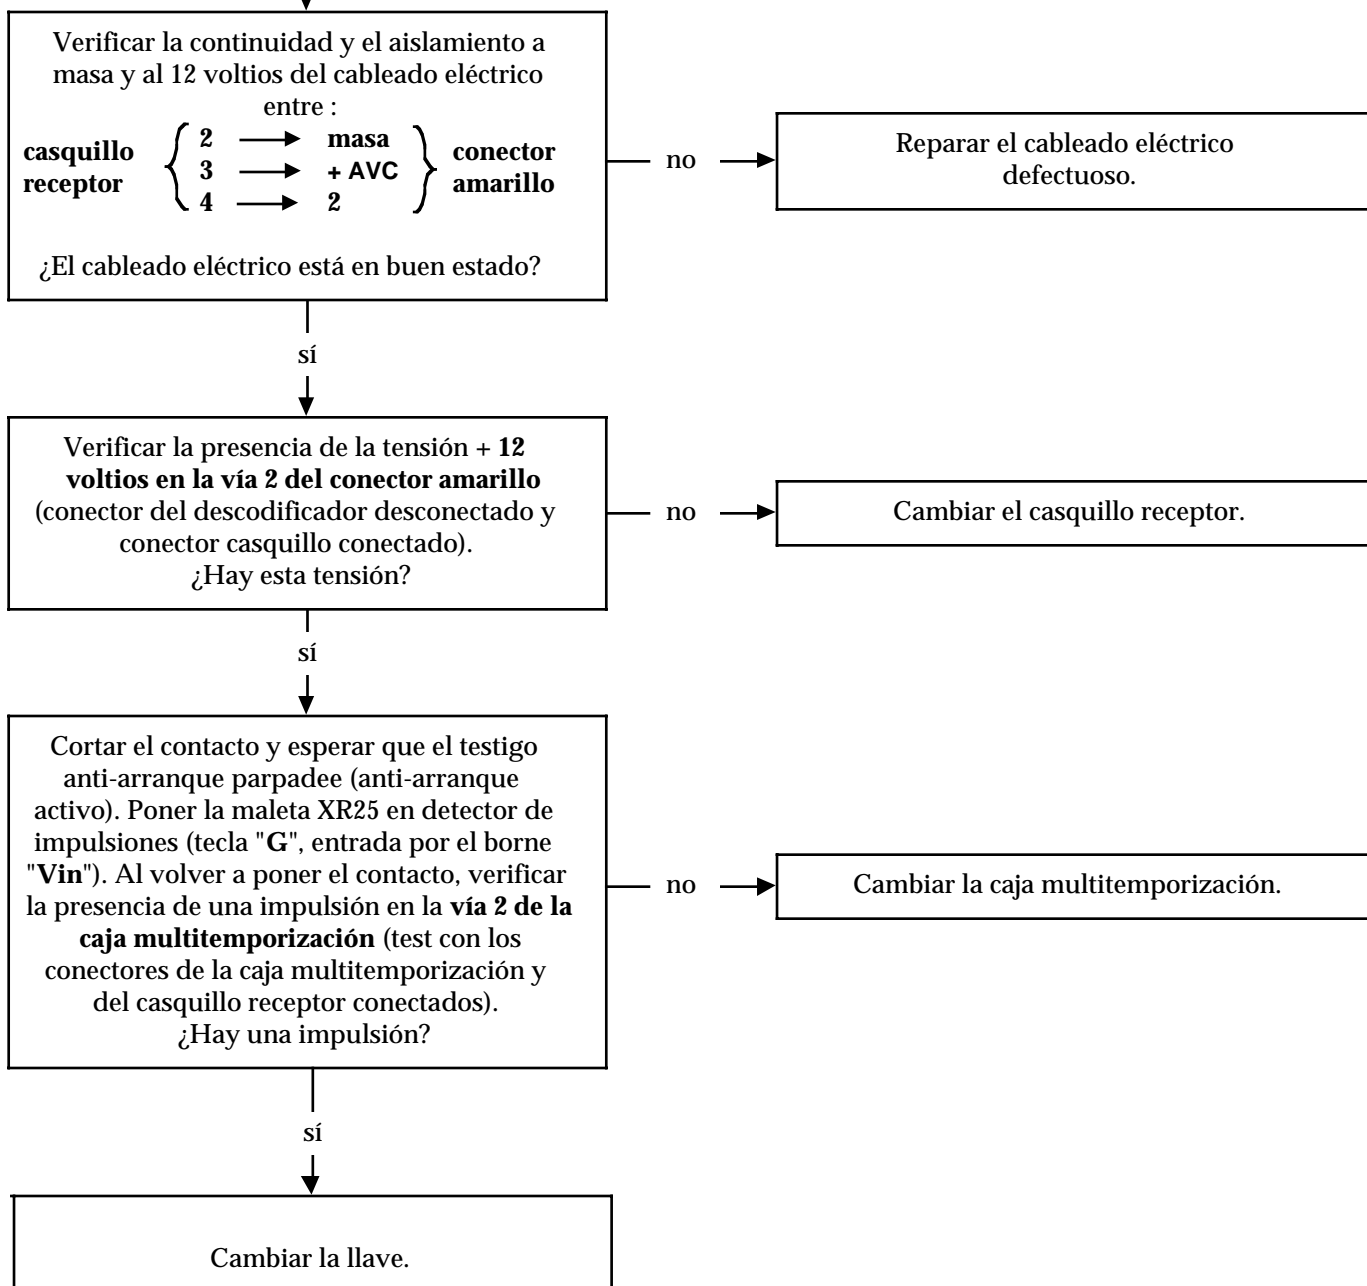 Verificar la continuidad y el aislamiento a
masa y al 12 voltios del cableado eléctrico
entre :
casquillo receptor { 2 → masa } conector amarillo
3 → + AVC
4 → 2
¿El cableado eléctrico está en buen estado?
no
Reparar el cableado eléctrico
defectuoso.
sí
Verificar la presencia de la tensión + 12
voltios en la vía 2 del conector amarillo
(conector del descodificador desconectado y
conector casquillo conectado).
¿Hay esta tensión?
no
Cambiar el casquillo receptor.
sí
Cortar el contacto y esperar que el testigo
anti-arranque parpadee (anti-arranque
activo). Poner la maleta XR25 en detector de
impulsiones (tecla "G", entrada por el borne
"Vin"). Al volver a poner el contacto, verificar
la presencia de una impulsión en la vía 2 de la
caja multitemporización (test con los
conectores de la caja multitemporización y
del casquillo receptor conectados).
¿Hay una impulsión?
no
Cambiar la caja multitemporización.
sí
Cambiar la llave.